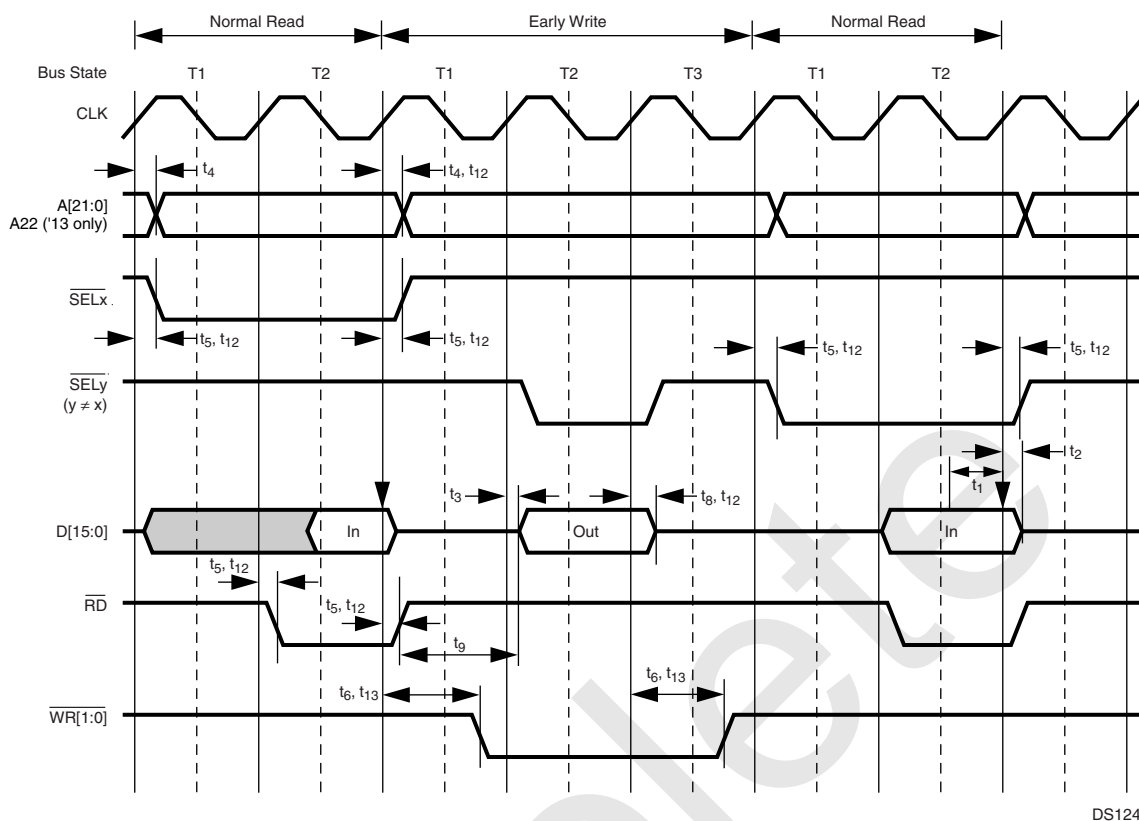 Normal Read Early Write Normal Read
Bus State T1 T2 T1 T2 T3 T1 T2
CLK
t4 t4, t12
A[21:0]
A22 ('13 only)
SELx
t5, t12 t5, t12 t5, t12 t5, t12
SELy
(y ≠ x)
t2
t1
t3 t8, t12
D[15:0] In Out In
t5, t12
RD
t5, t12
t9
t6, t13 t6, t13
WR[1:0]
DS124
lete